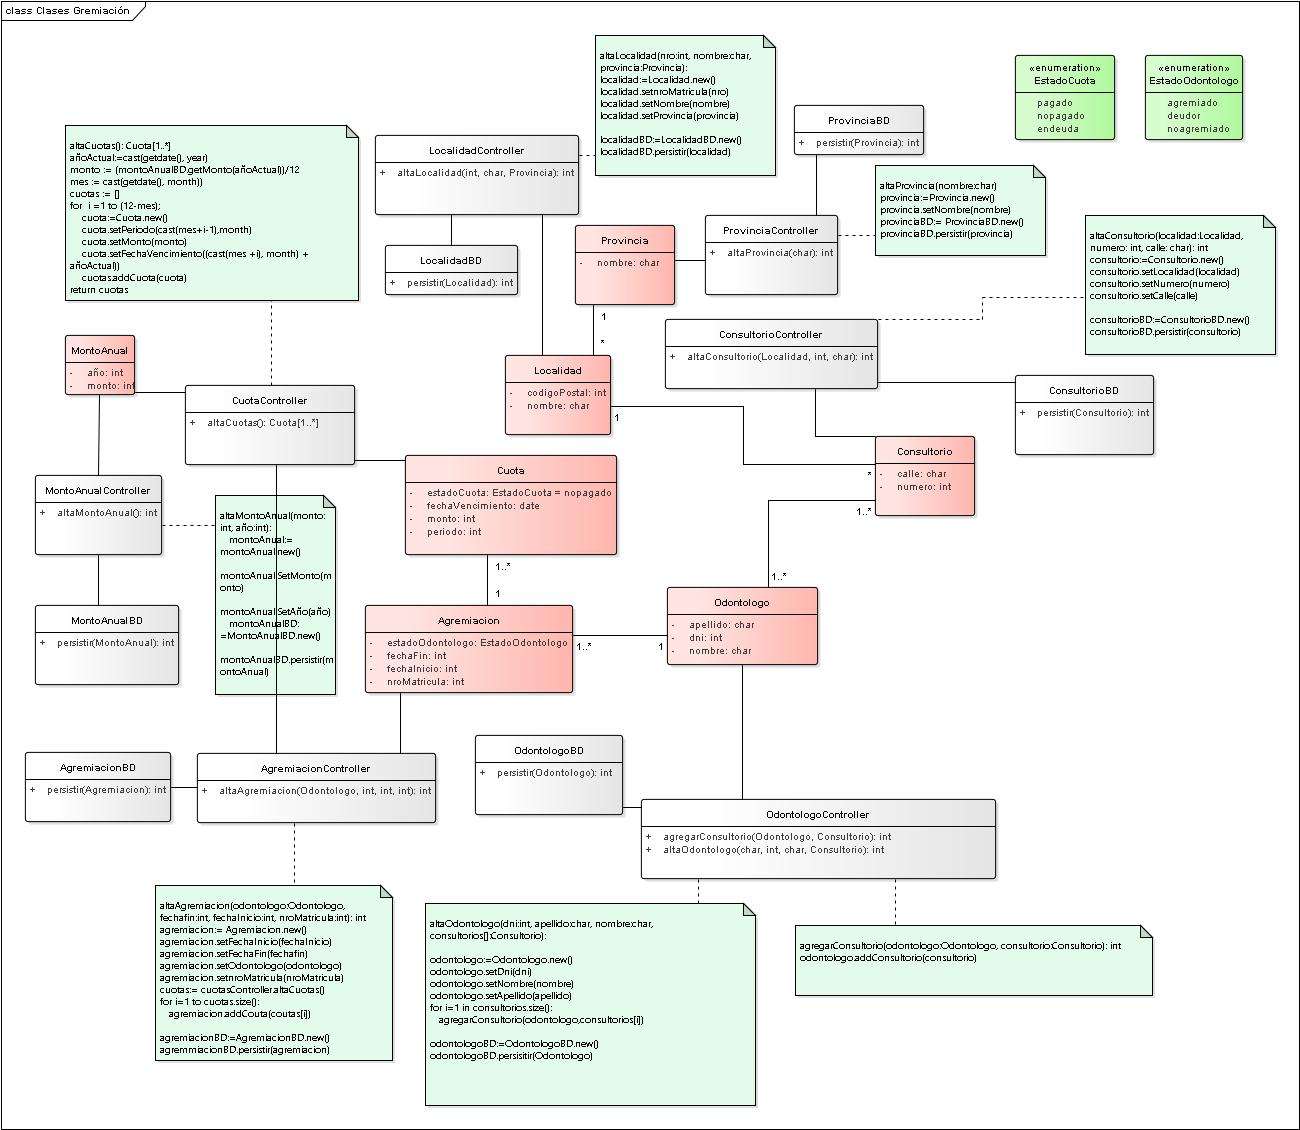 class Clases Gremiación
altaLocalidad(nro:int, nombre:char,
provincia:Provincia):
localidad:=Localidad.new()
localidad.setnroMatricula(nro)
localidad.setNombre(nombre)
localidad.setProvincia(provincia)
localidadBD:=LocalidadBD.new()
localidadBD.persistir(localidad)
«enumeration»
EstadoCuota
pagado
nopagado
endeuda
«enumeration»
EstadoOdontologo
agremiado
deudor
noagremiado
ProvinciaBD
+ persistir(Provincia): int
altaCuotas(): Cuota[1..*]
añoActual:=cast(getdate(), year)
monto := (montoAnualBD.getMonto(añoActual))/12
mes := cast(getdate(), month))
cuotas := []
for i =1 to (12-mes);
cuota:=Cuota.new()
cuota.setPeriodo(cast(mes+i-1),month)
cuota.setMonto(monto)
cuota.setFechaVencimiento((cast(mes +i), month) +
añoActual))
cuotas.addCuota(cuota)
return cuotas
LocalidadController
+ altaLocalidad(int, char, Provincia): int
altaProvincia(nombre:char)
provincia:=Provincia.new()
provincia.setNombre(nombre)
provinciaBD:= ProvinciaBD.new()
provinciaBD.persistir(provincia)
LocalidadBD
+ persistir(Localidad): int
Provincia
- nombre: char
ProvinciaController
+ altaProvincia(char): int
altaConsultorio(localidad:Localidad,
numero: int, calle: char): int
consultorio:=Consultorio.new()
consultorio.setLocalidad(localidad)
consultorio.setNumero(numero)
consultorio.setCalle(calle)
consultorioBD:=ConsultorioBD.new()
consultorioBD.persistir(consultorio)
1
*
MontoAnual
- año: int
- monto: int
ConsultorioController
+ altaConsultorio(Localidad, int, char): int
Localidad
- codigoPostal: int
- nombre: char
1
ConsultorioBD
+ persistir(Consultorio): int
CuotaController
+ altaCuotas(): Cuota[1..*]
Consultorio
- calle: char
- numero: int
*
1..*
Cuota
- estadoCuota: EstadoCuota = nopagado
- fechaVencimiento: date
- monto: int
- periodo: int
MontoAnualController
+ altaMontoAnual(): int
altaMontoAnual(monto:
int, año:int):
montoAnual:=
montoAnual.new()
montoAnual.SetMonto(m
onto)
montoAnual.SetAño(año)
montoAnualBD:
=MontoAnualBD.new()
montoAnualBD.persistir(m
ontoAnual)
1..*
1
1..*
MontoAnualBD
+ persistir(MontoAnual): int
Agremiacion
- estadoOdontologo: EstadoOdontologo
- fechaFin: int
- fechaInicio: int
- nroMatricula: int
1..*
1
Odontologo
- apellido: char
- dni: int
- nombre: char
AgremiacionBD
+ persistir(Agremiacion): int
AgremiacionController
+ altaAgremiacion(Odontologo, int, int, int): int
OdontologoBD
+ persistir(Odontologo): int
OdontologoController
+ agregarConsultorio(Odontologo, Consultorio): int
+ altaOdontologo(char, int, char, Consultorio): int
altaAgremiacion(odontologo:Odontologo,
fechafin:int, fechaInicio:int, nroMatricula:int): int
agremiacion:= Agremiacion.new()
agremiacion.setFechaInicio(fechaInicio)
agremiacion.setFechaFin(fechafin)
agremiacion.setOdontologo(odontologo)
agremiacion.setnroMatricula(nroMatricula)
cuotas:= cuotasController.altaCuotas()
for i=1 to cuotas.size():
agremiacion.addCouta(coutas[i])
agremiacionBD:=AgremiacionBD.new()
agremmiacionBD.persistir(agremiacion)
altaOdontologo(dni:int, apellido:char, nombre:char,
consultorios[]:Consultorio):
odontologo:=Odontologo.new()
odontologo.setDni(dni)
odontologo.setNombre(nombre)
odontologo.setApellido(apellido)
for i=1 in consultorios.size():
agregarConsultorio(odontologo,consultorios[i])
odontologoBD:=OdontologoBD.new()
odontologoBD.persisitir(Odontologo)
agregarConsultorio(odontologo:Odontologo, consultorio:Consultorio): int
odontologo.addConsultorio(consultorio)